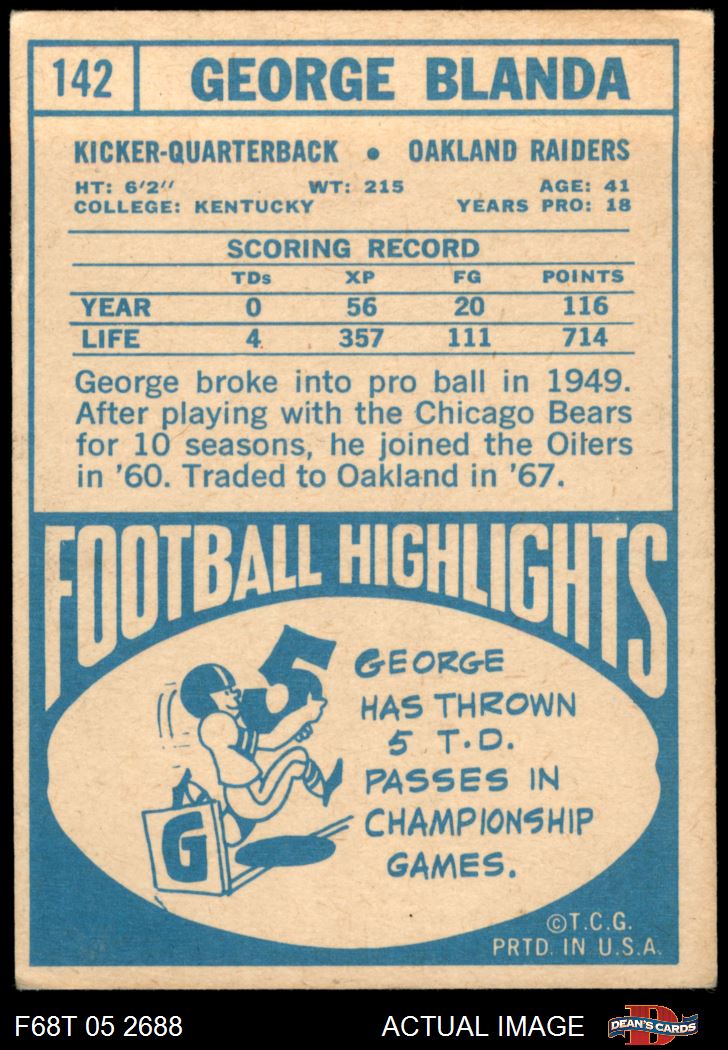 142 GEORGE BLANDA
KICKER-QUARTERBACK • OAKLAND RAIDERS
HT: 6'2" WT: 215 AGE: 41
COLLEGE: KENTUCKY YEARS PRO: 18
SCORING RECORD
TDs XP FG POINTS
YEAR 0 56 20 116
LIFE 4 357 111 714
George broke into pro ball in 1949.
After playing with the Chicago Bears
for 10 seasons, he joined the Oilers
in '60. Traded to Oakland in '67.
FOOTBALL HIGHLIGHTS
5
G
GEORGE
HAS THROWN
5 T.D.
PASSES IN
CHAMPIONSHIP
GAMES.
©T.C.G.
PRTD. IN U.S.A.
F68T 05 2688 ACTUAL IMAGE D DEAN'S CARDS